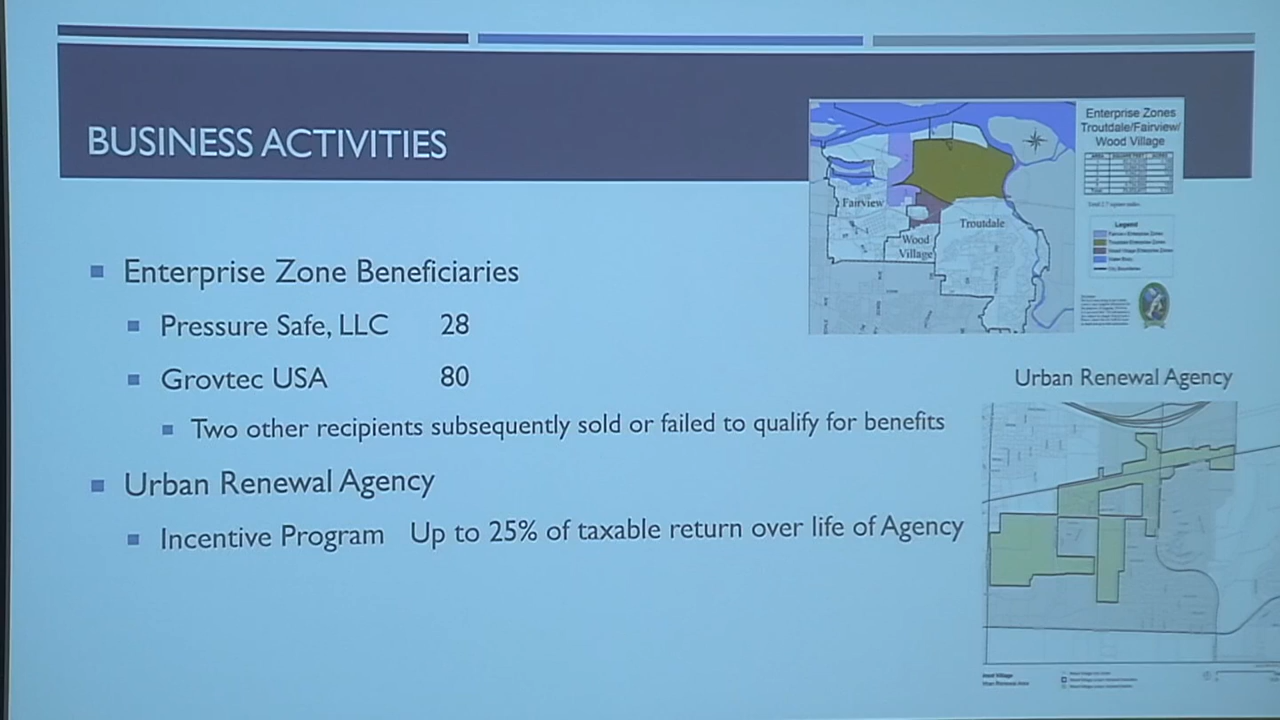 BUSINESS ACTIVITIES
Enterprise Zones
Troutdale/Fairview/
Wood Village
Fairview
Troutdale
Wood
Village
Legend
Enterprise Zone Beneficiaries
Pressure Safe, LLC 28
Grovtec USA 80
Two other recipients subsequently sold or failed to qualify for benefits
Urban Renewal Agency
Incentive Program Up to 25% of taxable return over life of Agency
Urban Renewal Agency